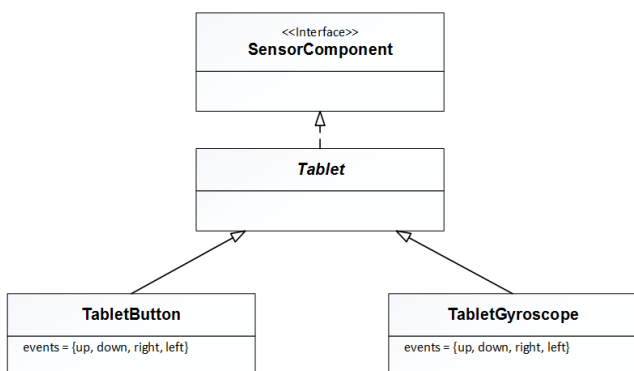 <<Interface>>
SensorComponent
Tablet
TabletButton
events = {up, down, right, left}
TabletGyroscope
events = {up, down, right, left}